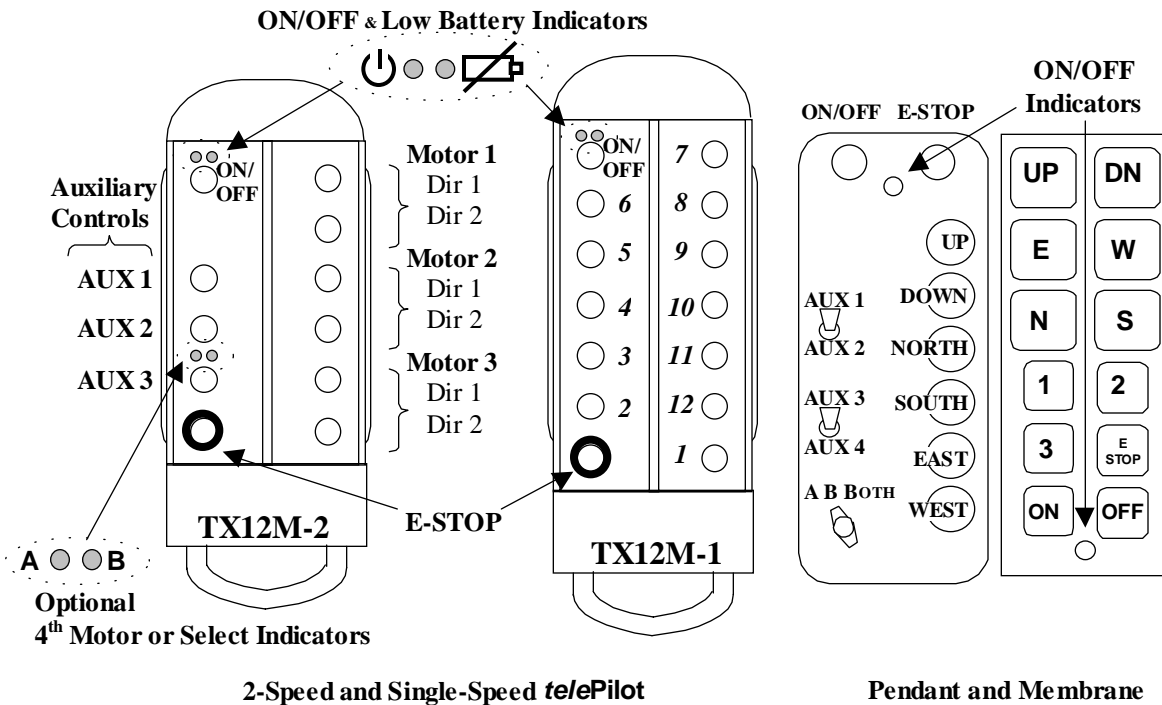 ON/OFF & Low Battery Indicators
ON/OFF
Indicators
ON/OFF E-STOP
ON/
OFF
Auxiliary
Controls
AUX 1
AUX 2
AUX 3
Motor 1
Dir 1
Dir 2
Motor 2
Dir 1
Dir 2
Motor 3
Dir 1
Dir 2
TX12M-2
E-STOP
A B
Optional
4th Motor or Select Indicators
ON/
OFF
7
6 8
5 9
4 10
3 11
2 12
1
TX12M-1
UP
DOWN
NORTH
SOUTH
EAST
WEST
AUX 1
AUX 2
AUX 3
AUX 4
A B BOTH
UP DN
E W
N S
1 2
3 E
STOP
ON OFF
2-Speed and Single-Speed telePilot
Pendant and Membrane